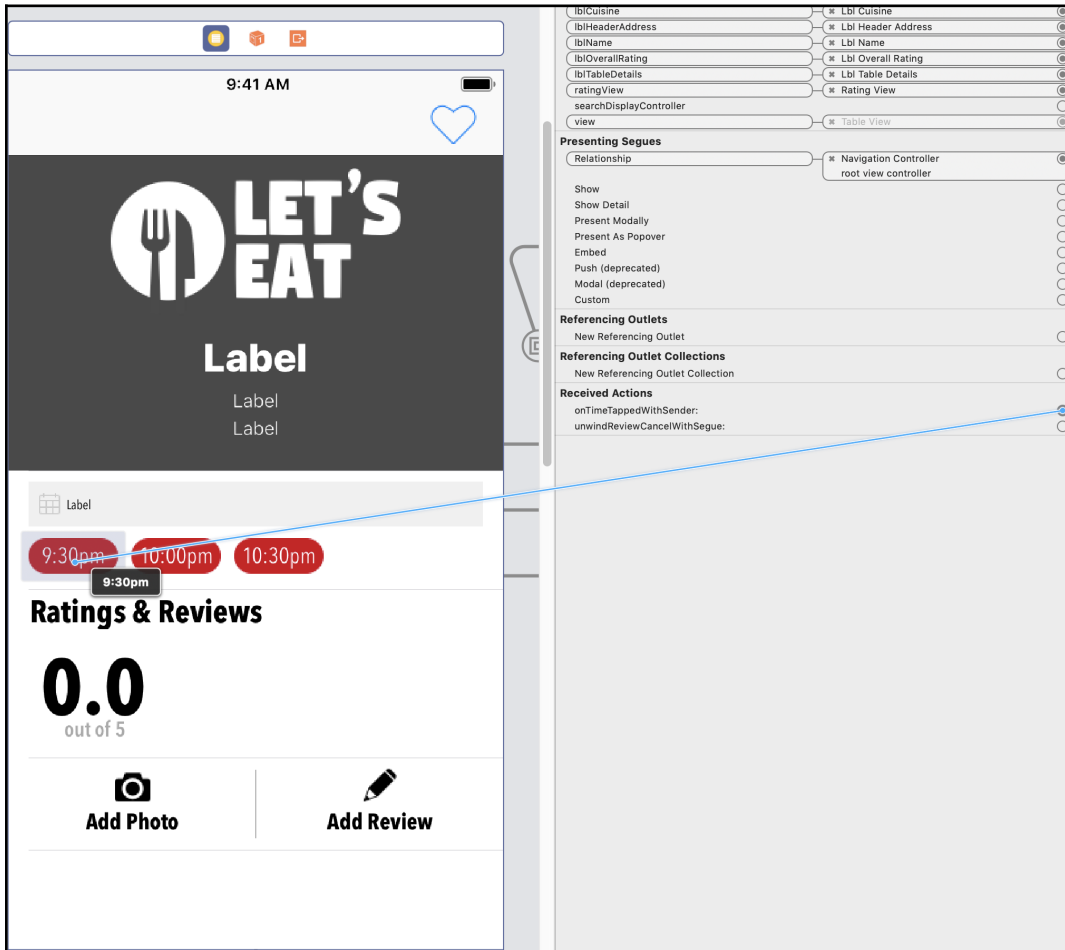 9:41 AM
LET'S
EAT
Label
Label
Label
Label
9:30pm 10:00pm 10:30pm
9:30pm
Ratings & Reviews
0.0
out of 5
Add Photo Add Review
lblCuisine Lbl Cuisine
lblHeaderAddress Lbl Header Address
lblName Lbl Name
lblOverallRating Lbl Overall Rating
lblTableDetails Lbl Table Details
ratingView Rating View
searchDisplayController
view Table View
Presenting Segues
Relationship Navigation Controller
root view controller
Show
Show Detail
Present Modally
Present As Popover
Embed
Push (deprecated)
Modal (deprecated)
Custom
Referencing Outlets
New Referencing Outlet
Referencing Outlet Collections
New Referencing Outlet Collection
Received Actions
onTimeTappedWithSender:
unwindReviewCancelWithSegue: